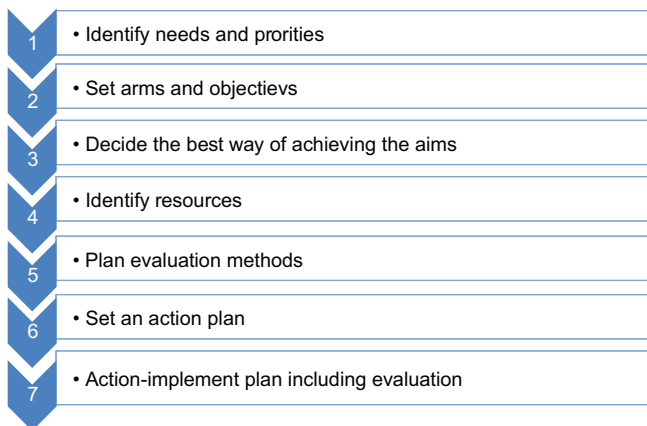 1
• Identify needs and prorities
2
• Set arms and objectievs
3
• Decide the best way of achieving the aims
4
• Identify resources
5
• Plan evaluation methods
6
• Set an action plan
7
• Action-implement plan including evaluation